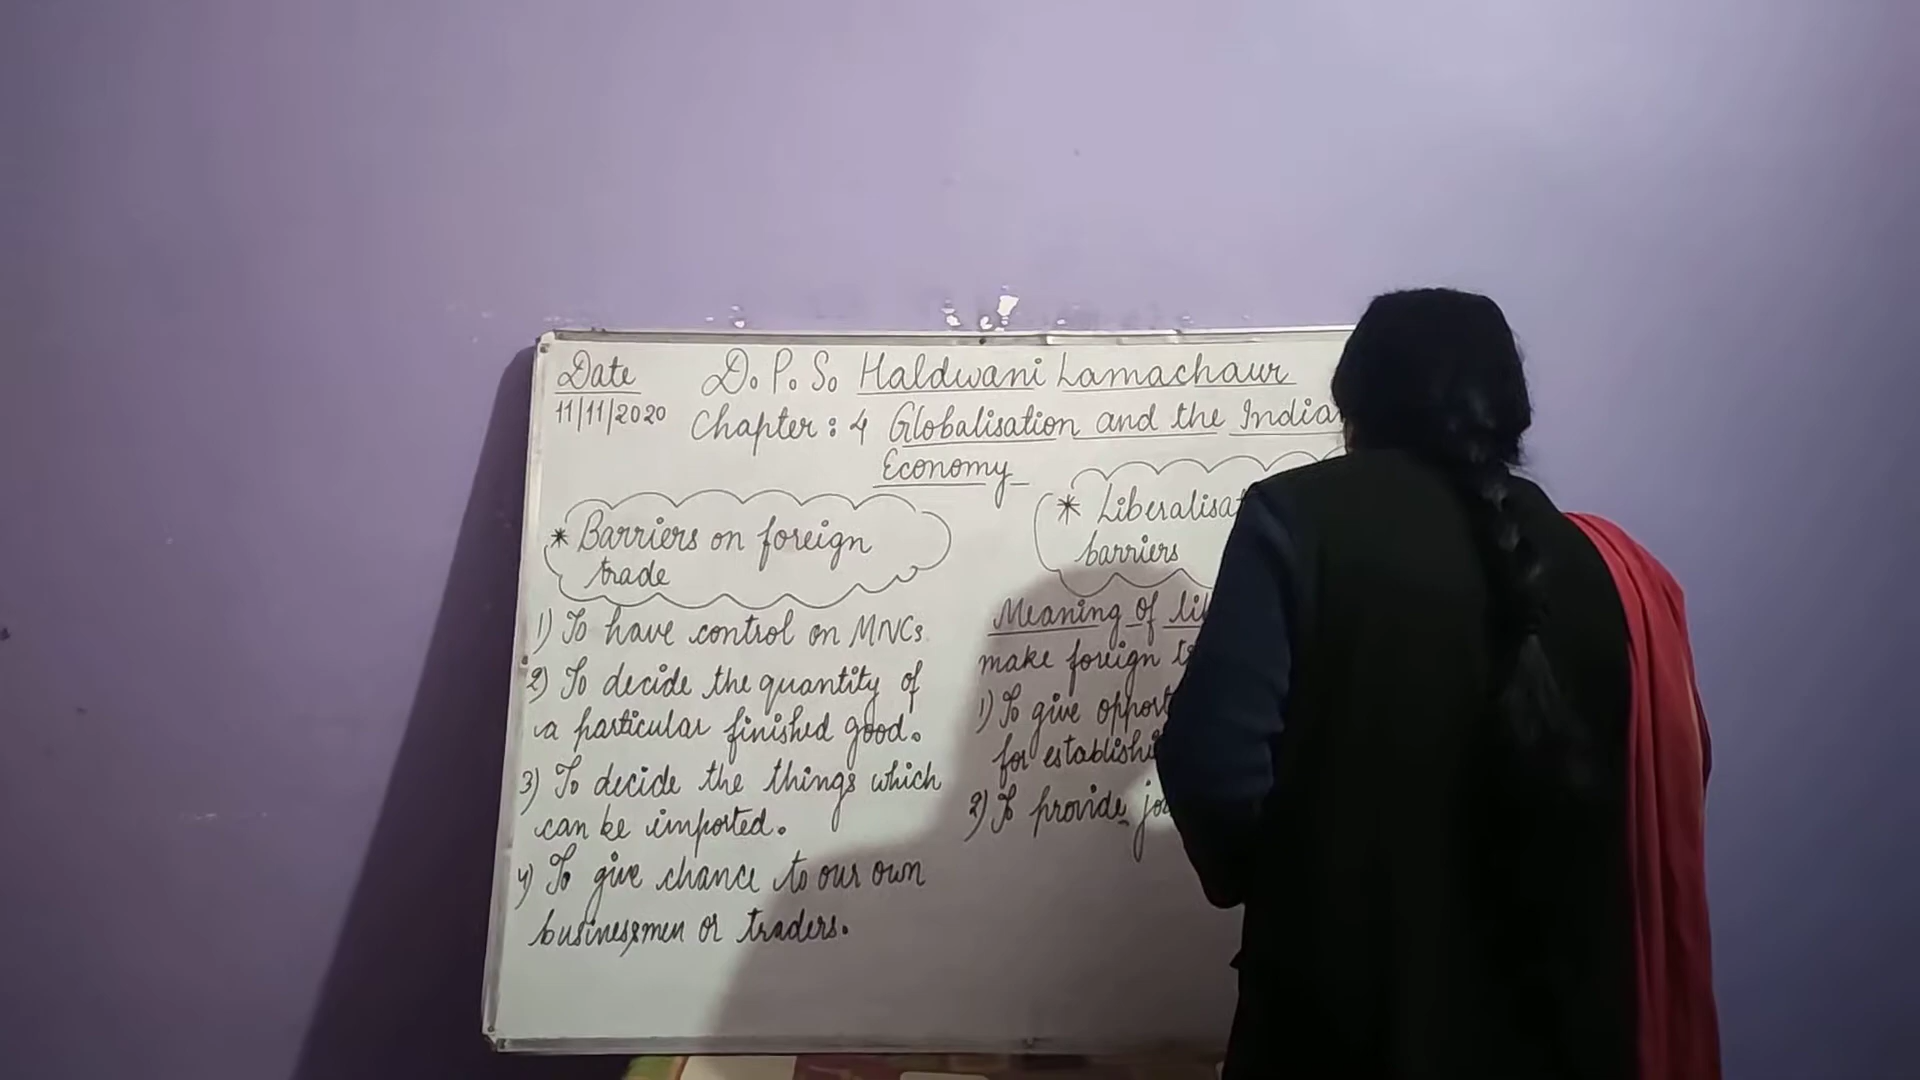 Date
11/11/2020
D. P. S. Haldwani Lamachaur
Chapter : 4 Globalisation and the India
Economy
* Barriers on foreign
trade
1) To have control on MNCs
2) To decide the quantity of
a particular finished good.
3) To decide the things which
can be imported.
4) To give chance to our own
businessmen or traders.
* Liberalisat
barriers
Meaning of li
make foreign
1) To give opport
for establishi
2) To provide